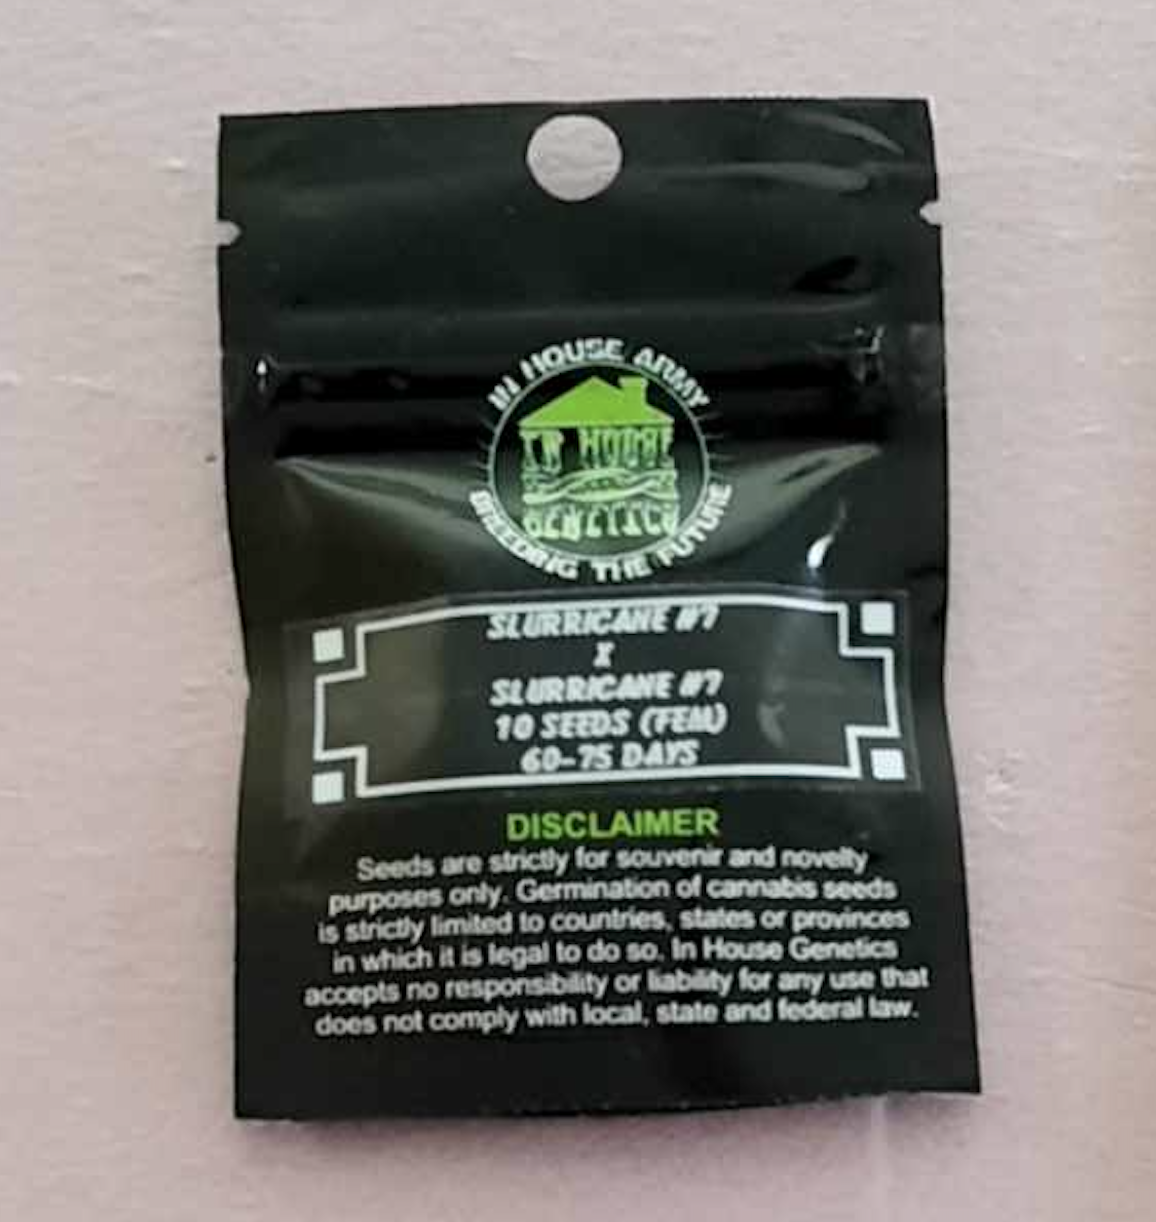 IN HOUSE ARMY
IN HOUSE
GENETICS
BREEDING THE FUTURE
SLURRICANE #7
X
SLURRICANE #7
10 SEEDS (FEM)
60-75 DAYS
DISCLAIMER
Seeds are strictly for souvenir and novelty
purposes only. Germination of cannabis seeds
is strictly limited to countries, states or provinces
in which it is legal to do so. In House Genetics
accepts no responsibility or liability for any use that
does not comply with local, state and federal law.